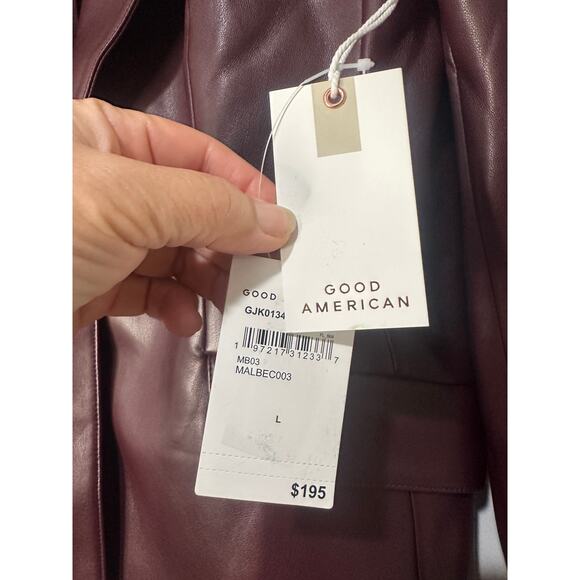 GOOD
AMERICAN
GOOD
GJK0134
1 97217 31233 7
MB03
MALBEC003
L
$195